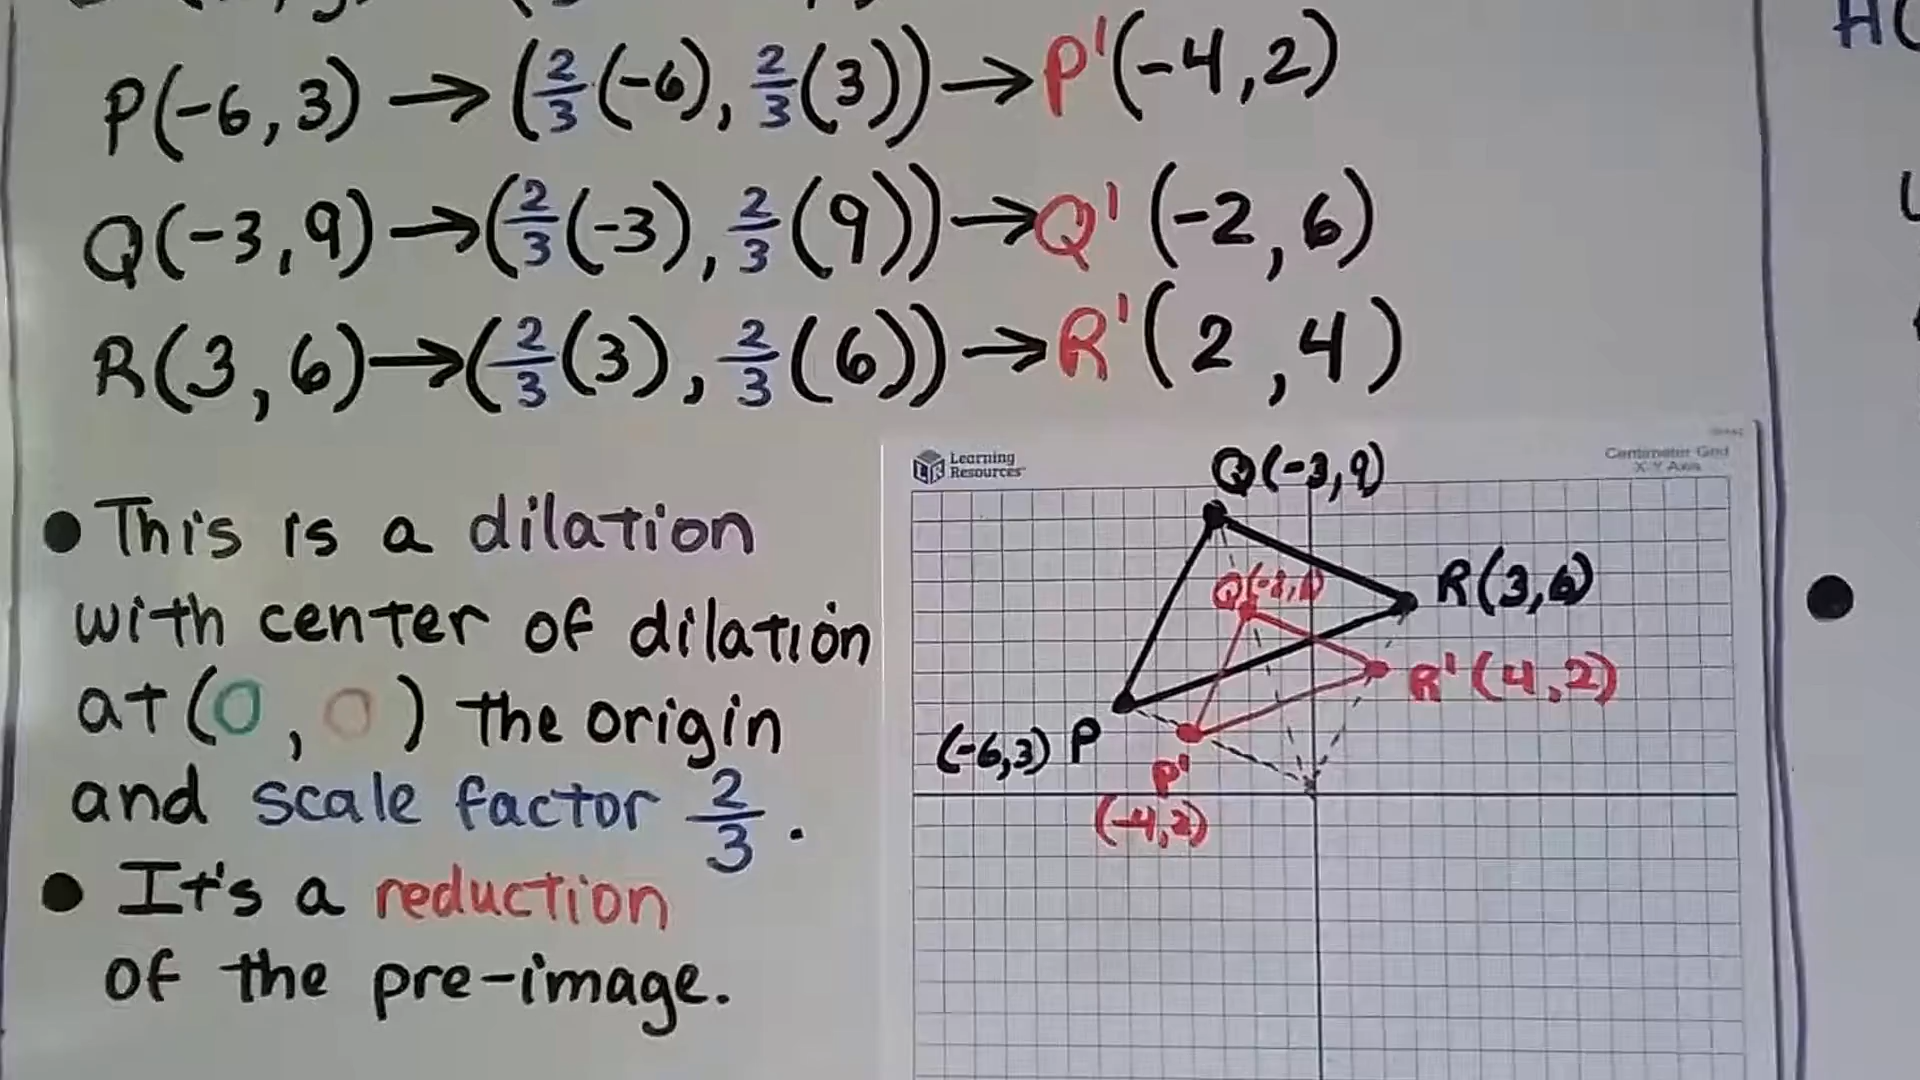 P(-6,3) → (2/3(-6), 2/3(3)) → P'(-4,2)
Q(-3,9) → (2/3(-3), 2/3(9)) → Q' (-2,6)
R(3,6) → (2/3(3), 2/3(6)) → R'(2,4)
• This is a dilation
with center of dilation
at (0,0) the origin
and scale factor 2/3.
• It's a reduction
of the pre-image.
Learning
Resources
Centimeter Grid
X-Y Axis
Q(-3,9)
R(3,6)
R'(4,2)
(-6,3) P
P'
(-4,2)